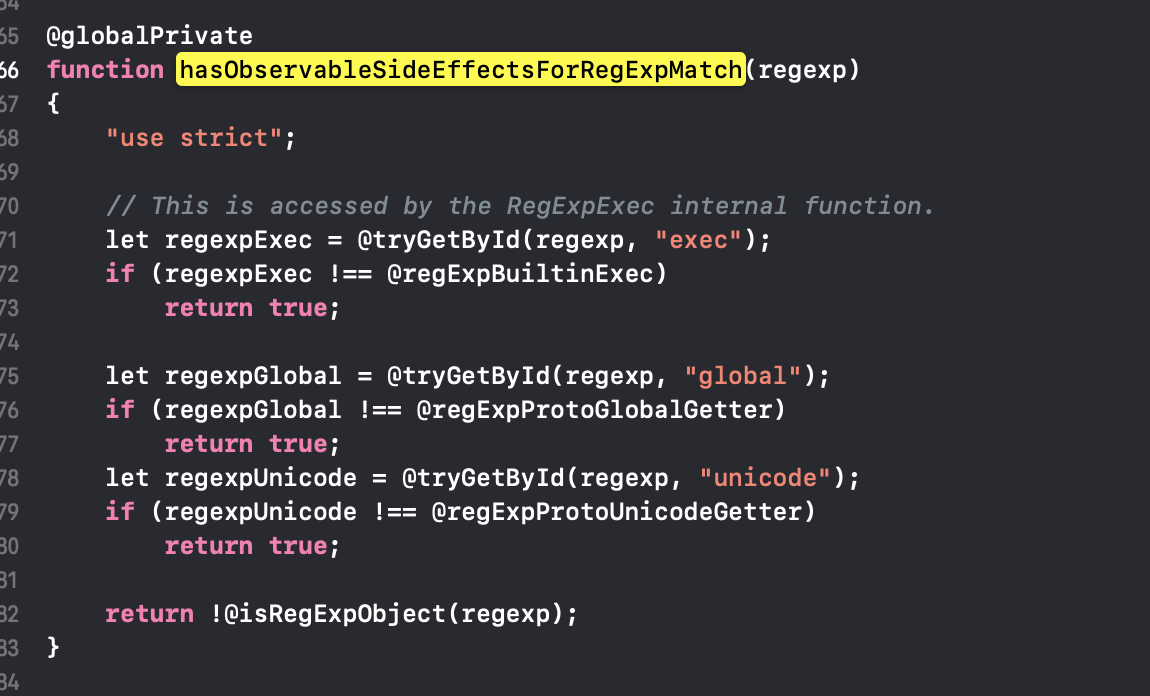 64
65 @globalPrivate
66 function hasObservableSideEffectsForRegExpMatch(regexp)
67 {
68     "use strict";
69
70     // This is accessed by the RegExpExec internal function.
71     let regexpExec = @tryGetById(regexp, "exec");
72     if (regexpExec !== @regExpBuiltinExec)
73         return true;
74
75     let regexpGlobal = @tryGetById(regexp, "global");
76     if (regexpGlobal !== @regExpProtoGlobalGetter)
77         return true;
78     let regexpUnicode = @tryGetById(regexp, "unicode");
79     if (regexpUnicode !== @regExpProtoUnicodeGetter)
80         return true;
81
82     return !@isRegExpObject(regexp);
83 }
84